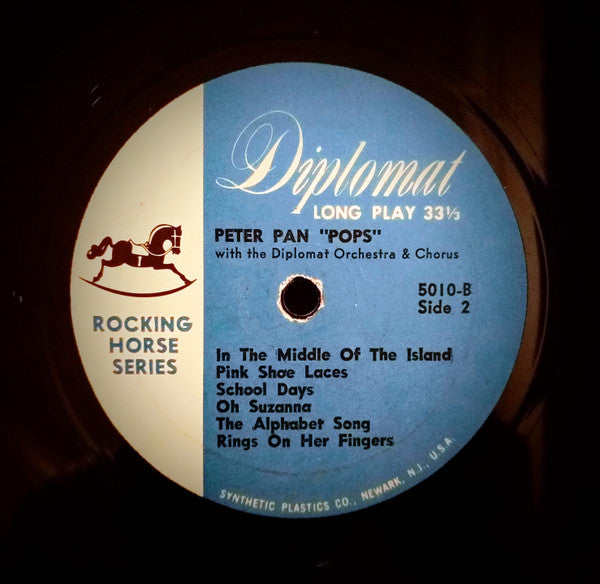 Diplomat
LONG PLAY 33⅓
PETER PAN "POPS"
with the Diplomat Orchestra & Chorus
5010-B
Side 2
ROCKING
HORSE
SERIES
In The Middle Of The Island
Pink Shoe Laces
School Days
Oh Suzanna
The Alphabet Song
Rings On Her Fingers
SYNTHETIC PLASTICS CO., NEWARK, N.J., U.S.A.